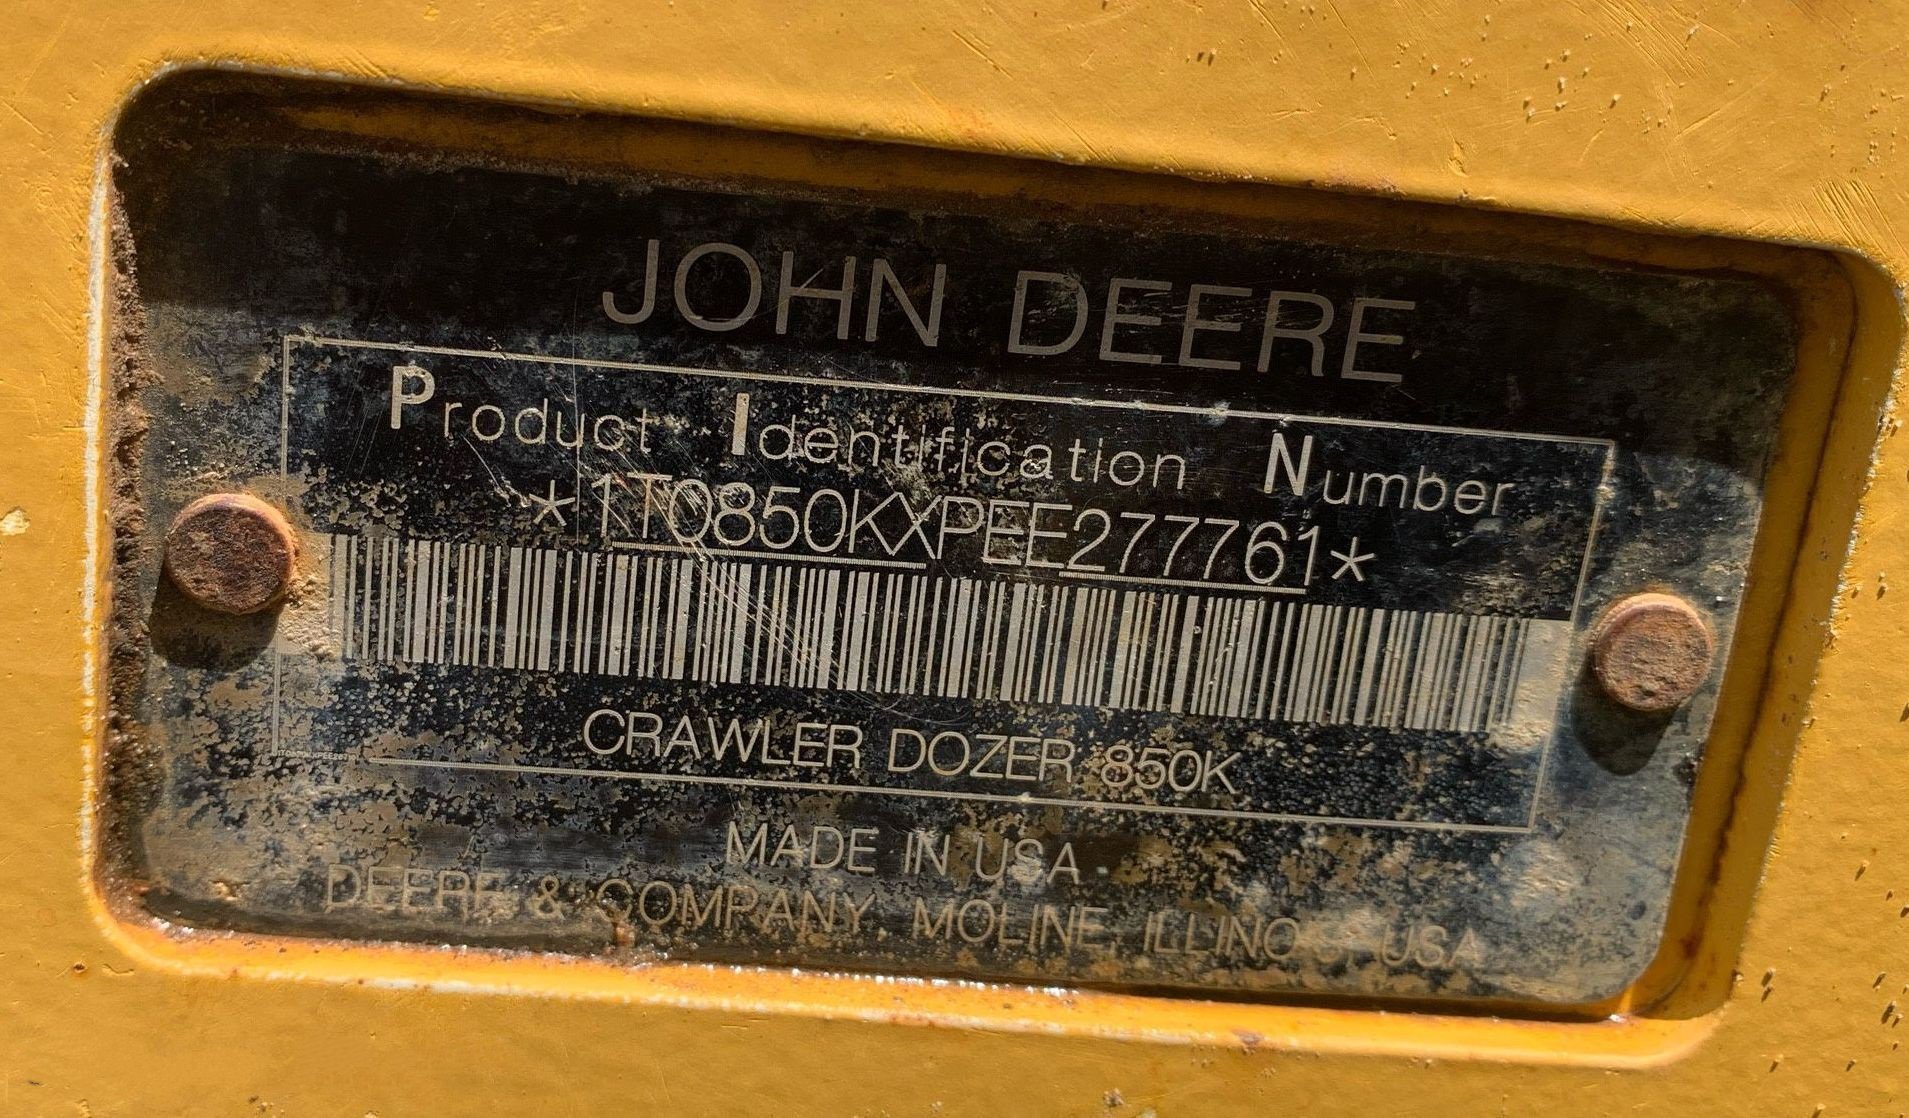 JOHN DEERE
Product Identification Number
*1T0850KXPEE277761*
CRAWLER DOZER 850K
MADE IN USA
DEERE & COMPANY, MOLINE, ILLINOIS, USA